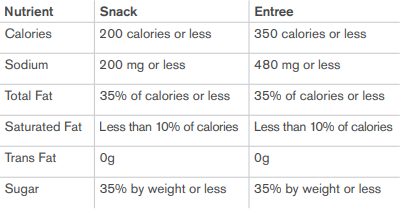 Nutrient Snack Entree
Calories 200 calories or less 350 calories or less
Sodium 200 mg or less 480 mg or less
Total Fat 35% of calories or less 35% of calories or less
Saturated Fat Less than 10% of calories Less than 10% of calories
Trans Fat 0g 0g
Sugar 35% by weight or less 35% by weight or less